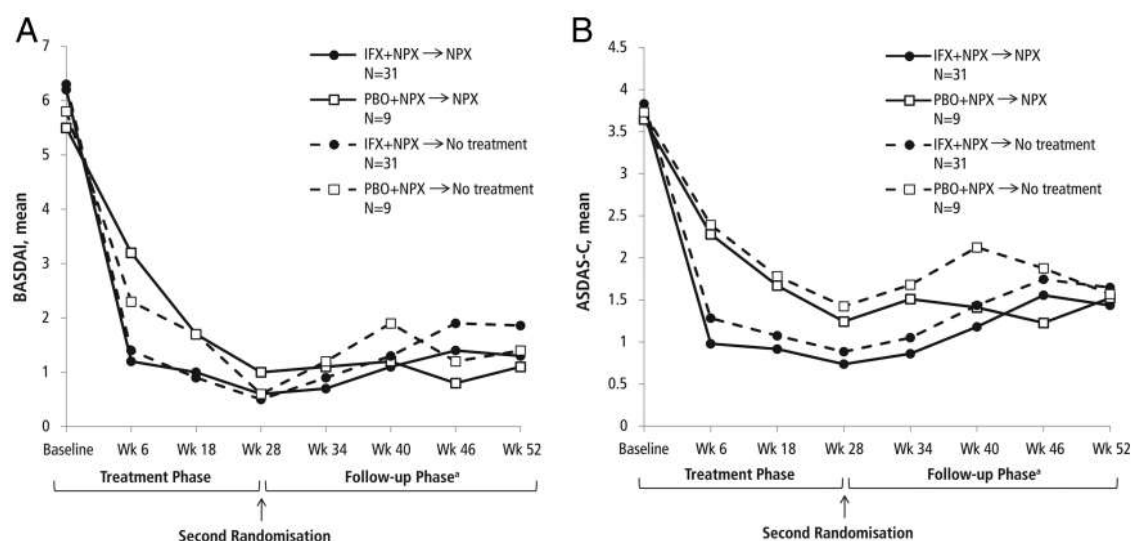 A
BASDAI, mean
7
6
5
4
3
2
1
0
IFX+NPX → NPX
N=31
PBO+NPX → NPX
N=9
IFX+NPX → No treatment
N=31
PBO+NPX → No treatment
N=9
Baseline Wk 6 Wk 18 Wk 28 Wk 34 Wk 40 Wk 46 Wk 52
Treatment Phase Follow-up Phaseᵃ
Second Randomisation
B
ASDAS-C, mean
4.5
4
3.5
3
2.5
2
1.5
1
0.5
0
IFX+NPX → NPX
N=31
PBO+NPX → NPX
N=9
IFX+NPX → No treatment
N=31
PBO+NPX → No treatment
N=9
Baseline Wk 6 Wk 18 Wk 28 Wk 34 Wk 40 Wk 46 Wk 52
Treatment Phase Follow-up Phaseᵃ
Second Randomisation